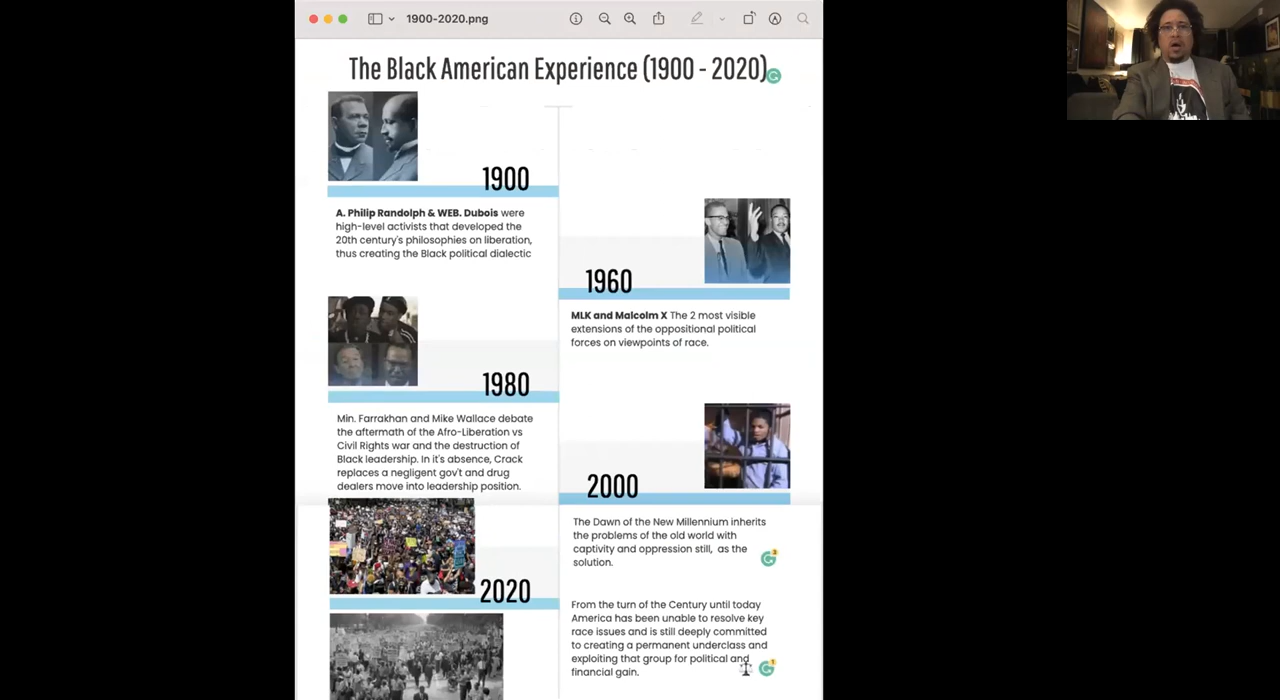 1900-2020.png
The Black American Experience (1900 - 2020)
1900
A. Philip Randolph & WEB. Dubois were
high-level activists that developed the
20th century's philosophies on liberation,
thus creating the Black political dialectic
1960
MLK and Malcolm X The 2 most visible
extensions of the oppositional political
forces on viewpoints of race.
1980
Min. Farrakhan and Mike Wallace debate
the aftermath of the Afro-Liberation vs
Civil Rights war and the destruction of
Black leadership. In it's absence, Crack
replaces a negligent gov't and drug
dealers move into leadership position.
2000
The Dawn of the New Millennium inherits
the problems of the old world with
captivity and oppression still, as the
solution.
2020
From the turn of the Century until today
America has been unable to resolve key
race issues and is still deeply committed
to creating a permanent underclass and
exploiting that group for political and
financial gain.